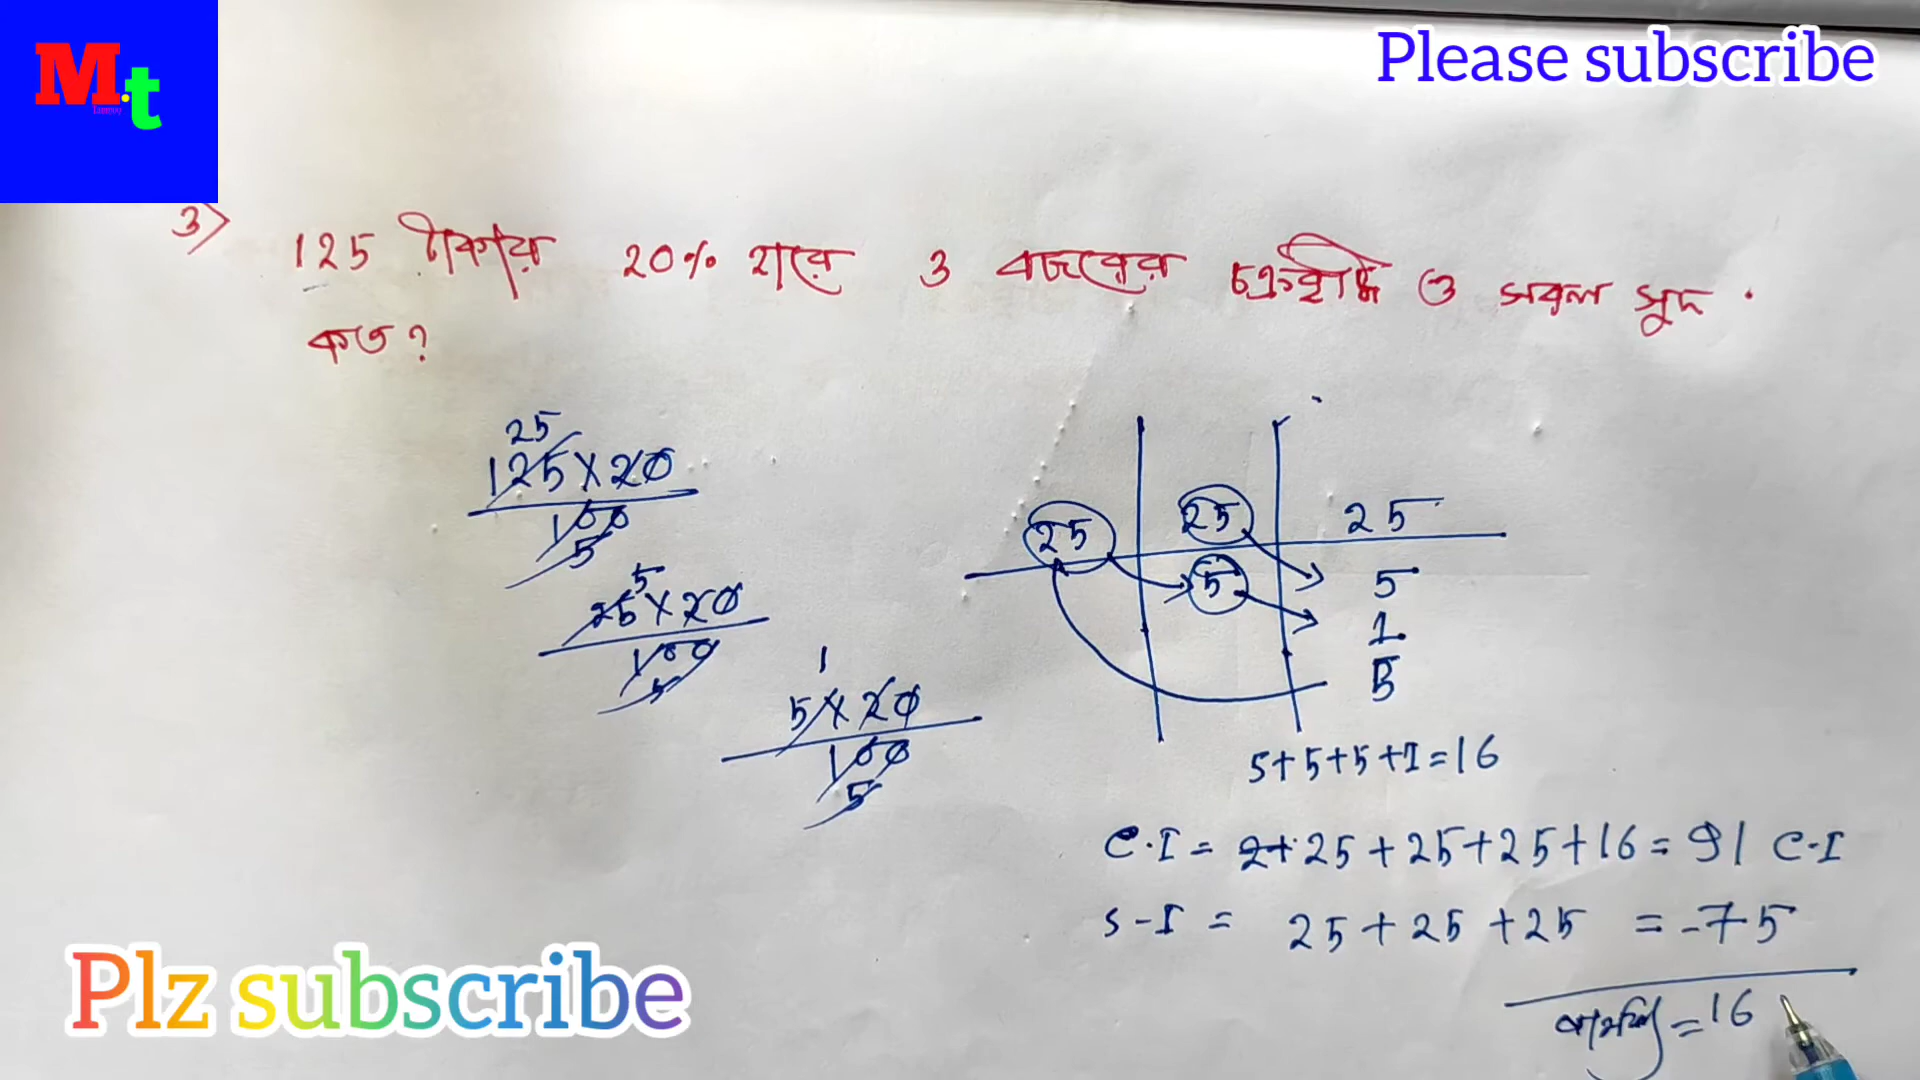 M.t
Please subscribe
3) 125 টাকায় 20% হারে 3 বছরের চক্রবৃদ্ধি ও সরল সুদ
কত?
25
125 X 20
100
5
5
25 X 20
100
5
1
5 X 20
100
5
25 25 25
5 5
1
5
5+5+5+1=16
C.I = 2+ 25+25+25+16 = 91 C-I
S-I = 25+25+25 = -75
= 16
Plz subscribe